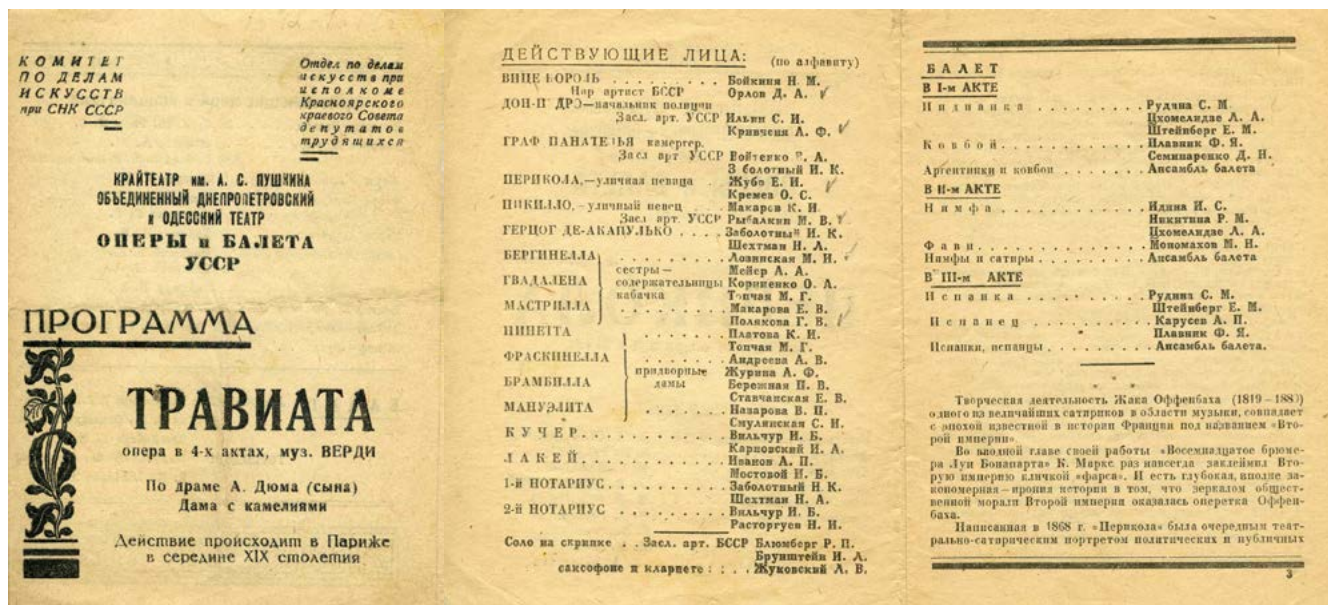 КОМИТЕТ
ПО ДЕЛАМ
ИСКУССТВ
при СНК СССР
Отдел по делам
искусств при
исполкоме
Красноярского
краевого Совета
депутатов
трудящихся
КРАЙТЕАТР им. А. С. ПУШКИНА
ОБЪЕДИНЕННЫЙ ДНЕПРОПЕТРОВСКИЙ
и ОДЕССКИЙ ТЕАТР
ОПЕРЫ и БАЛЕТА
УССР
ПРОГРАММА
ТРАВИАТА
опера в 4-х актах, муз. ВЕРДИ
По драме А. Дюма (сына)
Дама с камелиями
Действие происходит в Париже
в середине XIX столетия
ДЕЙСТВУЮЩИЕ ЛИЦА:
(по алфавиту)
ВИЦЕ КОРОЛЬ . . . . . . . . . Бойкиня Н. М.
Нар артист БССР Орлов Д. А.
ДОН-П ДРО—начальник полиции
Засл. арт. УССР Ильин С. И.
Кривченя А. Ф.
ГРАФ ПАНАТЕЛЬЯ камергер.
Засл арт УССР Войтенко В. А.
З болотный И. К.
ПЕРИКОЛА,—уличная певица . Жубо Е. И.
Кремез О. С.
ПИКИЛЛО,—уличный певец . Макаров К. И.
Засл. арт. УССР Рыбалкин М. В.
ГЕРЦОГ ДЕ-АКАПУЛЬКО . . . . Заболотный И. К.
Шехтман Н. А.
БЕРГИНЕЛЛА . . . . . . . Лозинская М. И.
сестры — Мейер А. А.
ГВАДАЛЕНА содержательницы Корниенко О. А.
кабачка Топчая М. Г.
МАСТРИЛЛА . . . . . . . Макарова Е. В.
Полякова Г. В.
НИНЕТТА Платова К. И.
Топчая М. Г.
ФРАСКИНЕЛЛА . . . . . . . Андреева А. В.
придворные Журина А. Ф.
БРАМБИЛЛА дамы Бережная П. В.
Ставчанская Е. В.
МАНУЭЛИТА . . . . . . . Назарова В. П.
Смулянская С. И.
КУЧЕР . . . . . . . . . . . . Вильчур И. Б.
Карповский И. А.
ЛАКЕЙ . . . . . . . . . . . . Иванов А. П.
Мостовой И. Б.
1-й НОТАРИУС . . . . . . . . . Заболотный И. К.
Шехтман Н. А.
2-й НОТАРИУС . . . . . . . . . Вильчур И. Б.
Расторгуев Н. И.
Соло на скрипке . . Засл. арт. БССР Блюмберг Р. П.
Брунштейн И. Л.
саксофоне и кларнете : . . . Жуковский А. В.
БАЛЕТ
В I-м АКТЕ
Индианка . . . . . . . . . Рудина С. М.
Цхомелидзе Л. А.
Штейнберг Е. М.
Ковбой . . . . . . . . . . Плавник Ф. Я.
Семинаренко Д. Н.
Аргентинки и ковбои . . . . . . Ансамбль балета
В II-м АКТЕ
Нимфа . . . . . . . . . . Идина И. С.
Никитина Р. М.
Цхомелидзе Л. А.
Фавн . . . . . . . . . . . . Мономахов М. Н.
Нимфы и сатиры . . . . . . . . Ансамбль балета
В III-м АКТЕ
Испанка . . . . . . . . . . Рудина С. М.
Штейнберг Е. М.
Испанец . . . . . . . . . . Карусев А. П.
Плавник Ф. Я.
Испанки, испанцы . . . . . . . . Ансамбль балета.
Творческая деятельность Жака Оффенбаха (1819–1880)
одного из величайших сатириков в области музыки, совпадает
с эпохой известной в истории Франции под названием «Вто-
рой империи».
Во вводной главе своей работы «Восемнадцатое брюме-
ра Луи Бонапарта» К. Маркс раз навсегда заклеймил Вто-
рую империю кличкой «фарса». И есть глубокая, вполне за-
кономерная—ирония истории в том, что зеркалом общест-
венной морали Второй империи оказалась оперетка Оффен-
баха.
Написанная в 1868 г. «Перикола» была очередным теат-
рально-сатирическим портретом политических и публичных
3